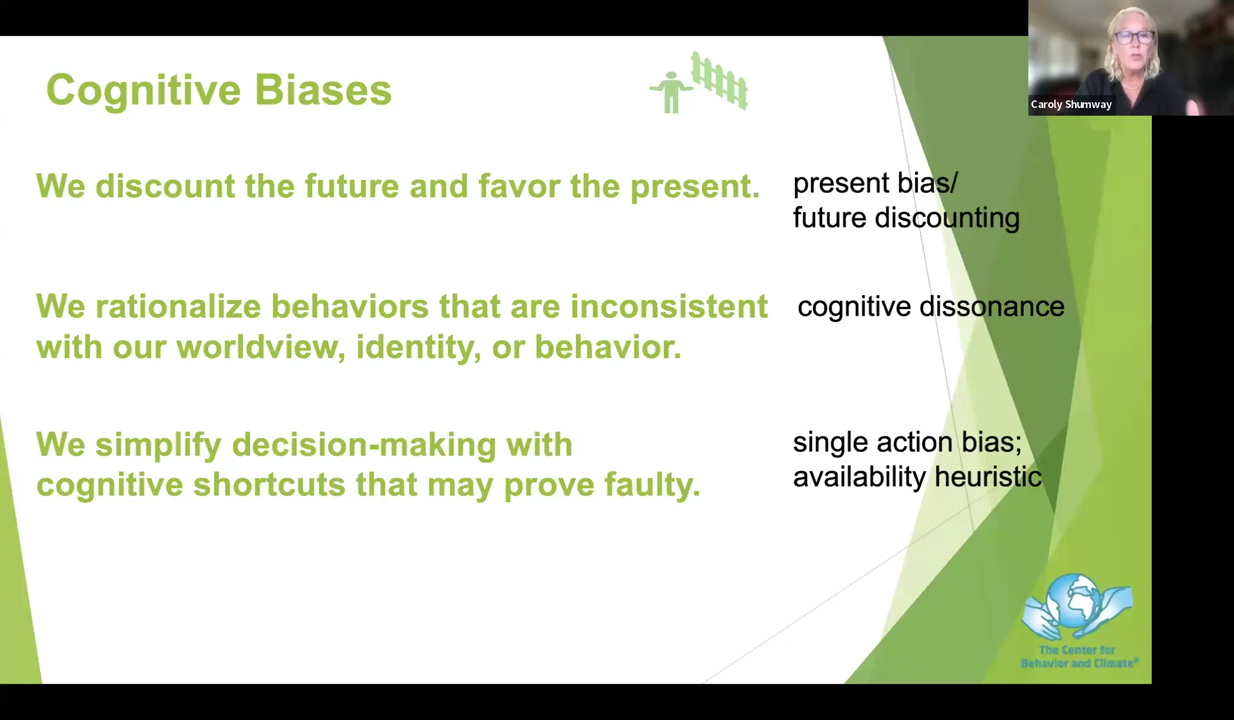 Cognitive Biases
Caroly Shumway
We discount the future and favor the present.
present bias/
future discounting
We rationalize behaviors that are inconsistent
with our worldview, identity, or behavior.
cognitive dissonance
We simplify decision-making with
cognitive shortcuts that may prove faulty.
single action bias;
availability heuristic
The Center for
Behavior and Climate®